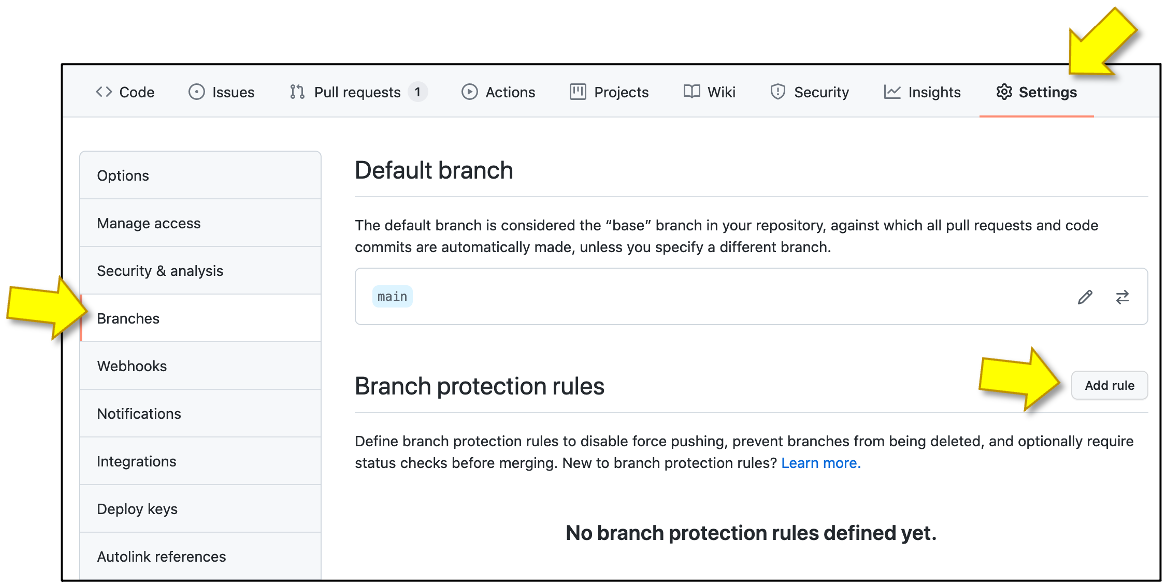 Code Issues Pull requests 1 Actions Projects Wiki Security Insights Settings
Options
Manage access
Security & analysis
Branches
Webhooks
Notifications
Integrations
Deploy keys
Autolink references
Default branch
The default branch is considered the “base” branch in your repository, against which all pull requests and code
commits are automatically made, unless you specify a different branch.
main
Branch protection rules
Add rule
Define branch protection rules to disable force pushing, prevent branches from being deleted, and optionally require
status checks before merging. New to branch protection rules? Learn more.
No branch protection rules defined yet.